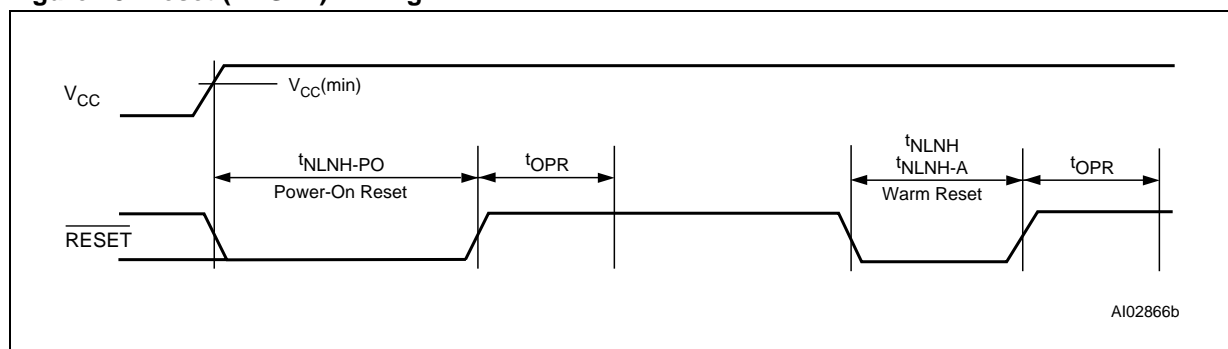 VCC
VCC(min)
tNLNH-PO
Power-On Reset
tOPR
tNLNH
tNLNH-A
Warm Reset
tOPR
RESET
AI02866b